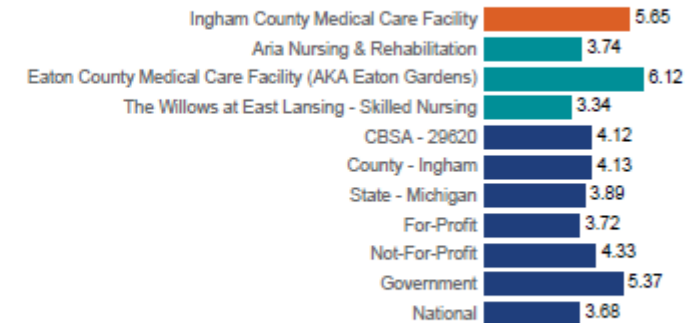 Ingham County Medical Care Facility 5.65
Aria Nursing & Rehabilitation 3.74
Eaton County Medical Care Facility (AKA Eaton Gardens) 6.12
The Willows at East Lansing - Skilled Nursing 3.34
CBSA - 29620 4.12
County - Ingham 4.13
State - Michigan 3.89
For-Profit 3.72
Not-For-Profit 4.33
Government 5.37
National 3.68